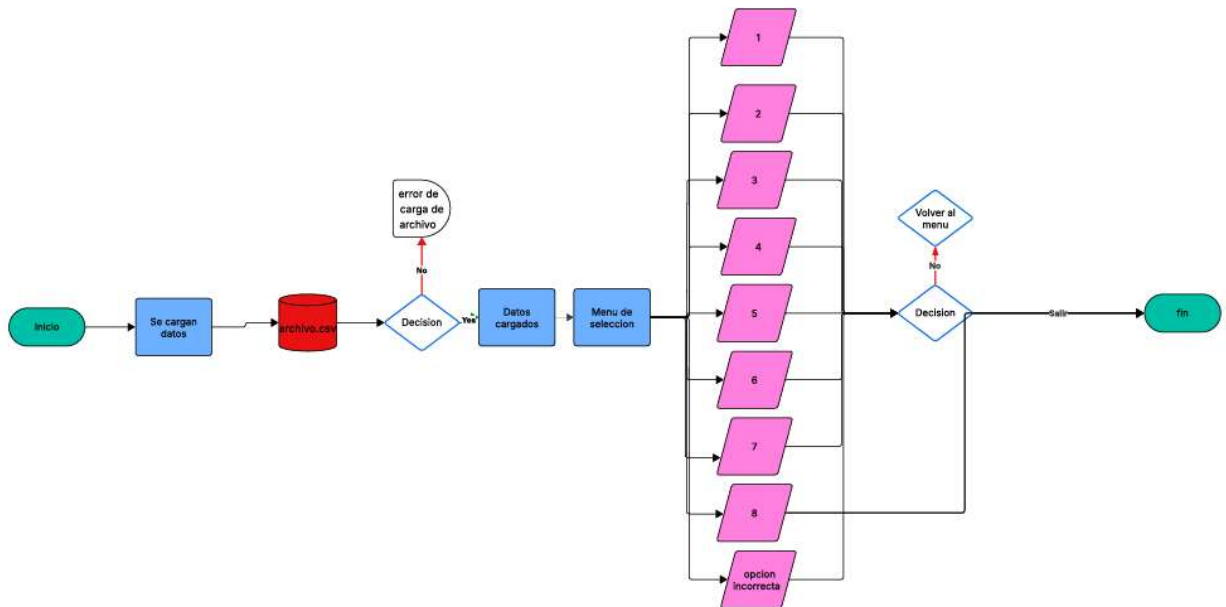 Inicio
Se cargan
datos
archivo.csv
error de
carga de
archivo
No
Decision
Yes
Datos
cargados
Menu de
seleccion
1
2
3
4
5
6
7
8
opcion
incorrecta
Volver al
menu
No
Decision
Salir
fin